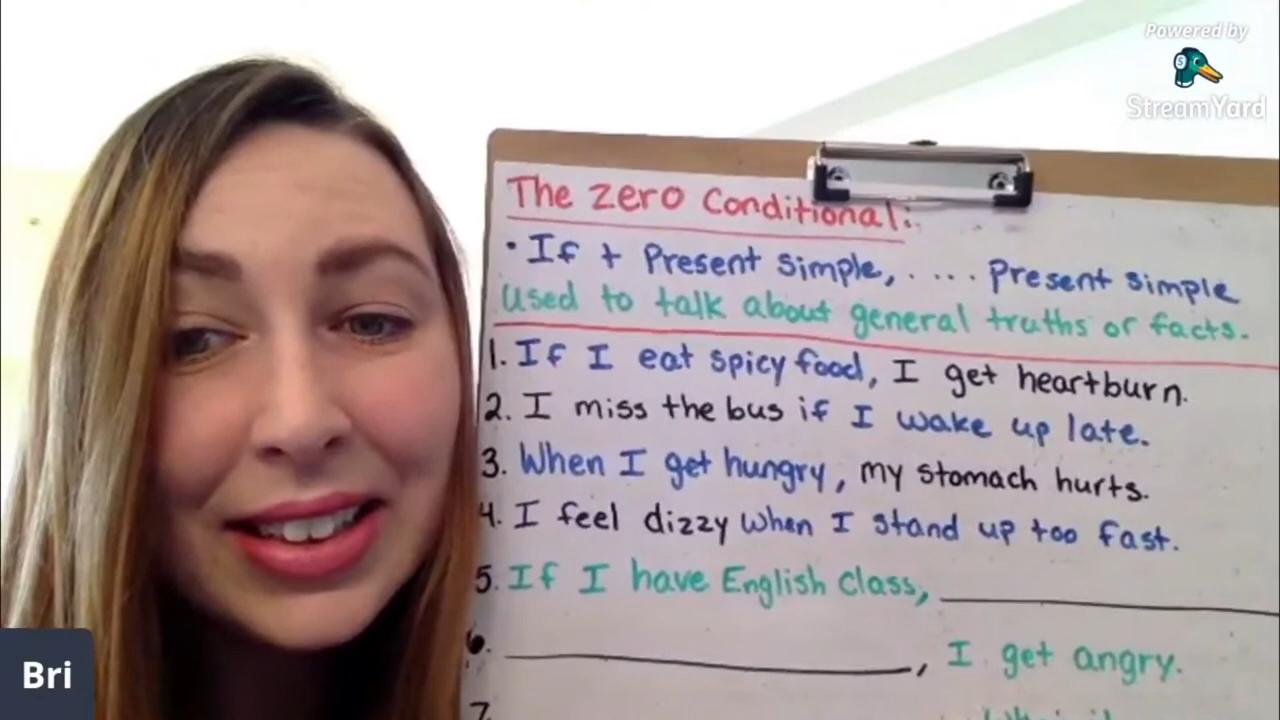 Powered by
StreamYard
The Zero Conditional:
• If + Present Simple, ..... Present Simple
Used to talk about general truths or facts.
1. If I eat spicy food, I get heartburn.
2. I miss the bus if I wake up late.
3. When I get hungry, my stomach hurts.
4. I feel dizzy when I stand up too fast.
5. If I have English class, ____________
6. ____________, I get angry.
7.
Bri